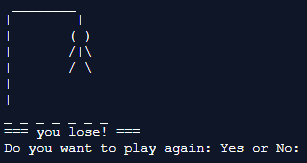 _ _ _ _ _ _ _
=== you lose! ===
Do you want to play again: Yes or No: